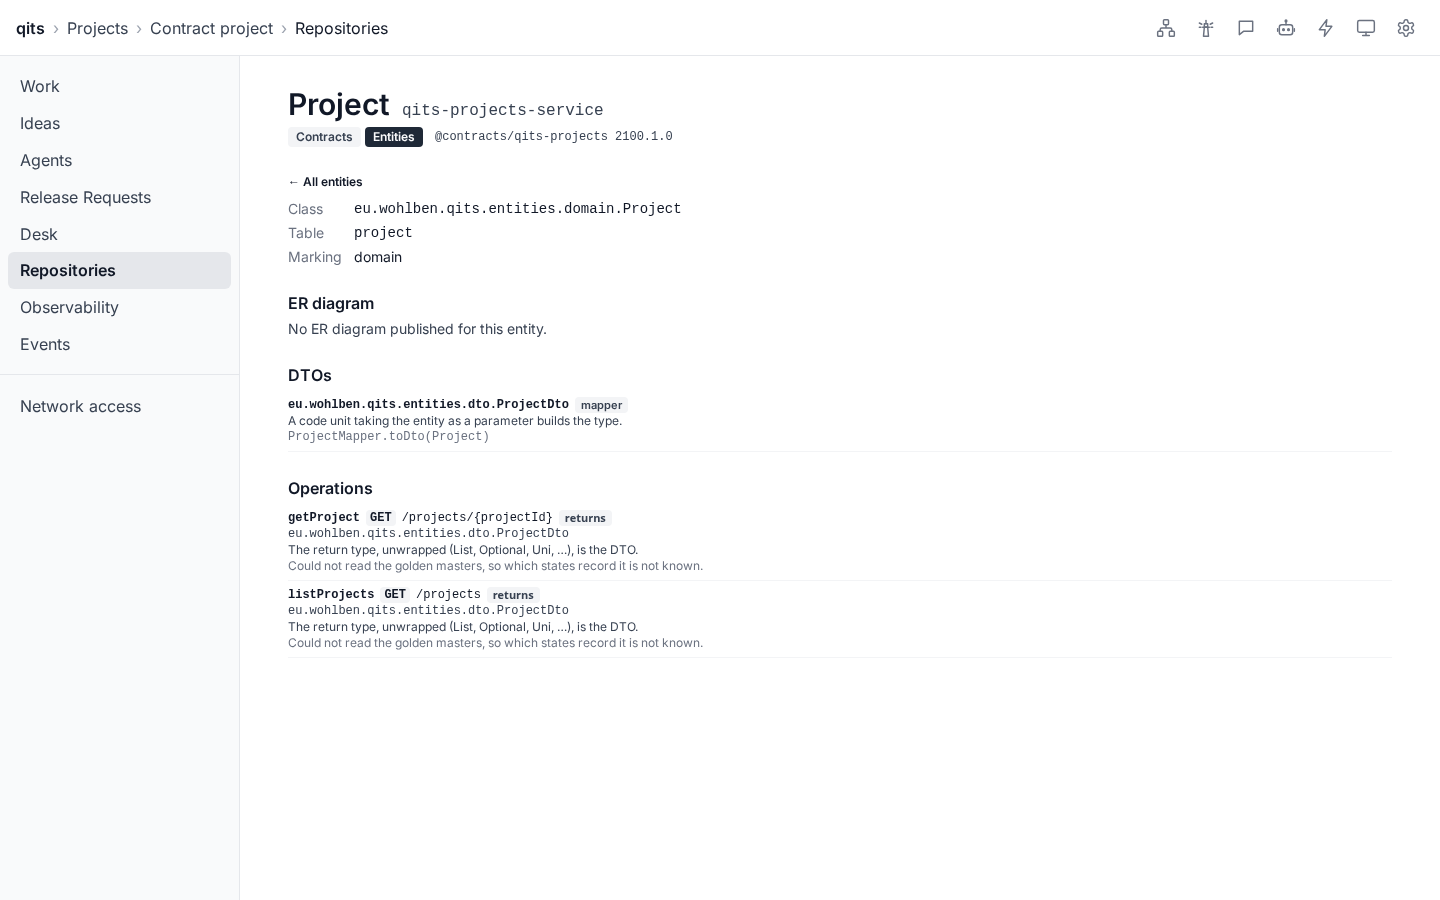 qits › Projects › Contract project › Repositories
Work
Ideas
Agents
Release Requests
Desk
Repositories
Observability
Events
Network access
Project qits-projects-service
Contracts Entities @contracts/qits-projects 2100.1.0
← All entities
Class eu.wohlben.qits.entities.domain.Project
Table project
Marking domain
ER diagram
No ER diagram published for this entity.
DTOs
eu.wohlben.qits.entities.dto.ProjectDto mapper
A code unit taking the entity as a parameter builds the type.
ProjectMapper.toDto(Project)
Operations
getProject GET /projects/{projectId} returns
eu.wohlben.qits.entities.dto.ProjectDto
The return type, unwrapped (List, Optional, Uni, …), is the DTO.
Could not read the golden masters, so which states record it is not known.
listProjects GET /projects returns
eu.wohlben.qits.entities.dto.ProjectDto
The return type, unwrapped (List, Optional, Uni, …), is the DTO.
Could not read the golden masters, so which states record it is not known.